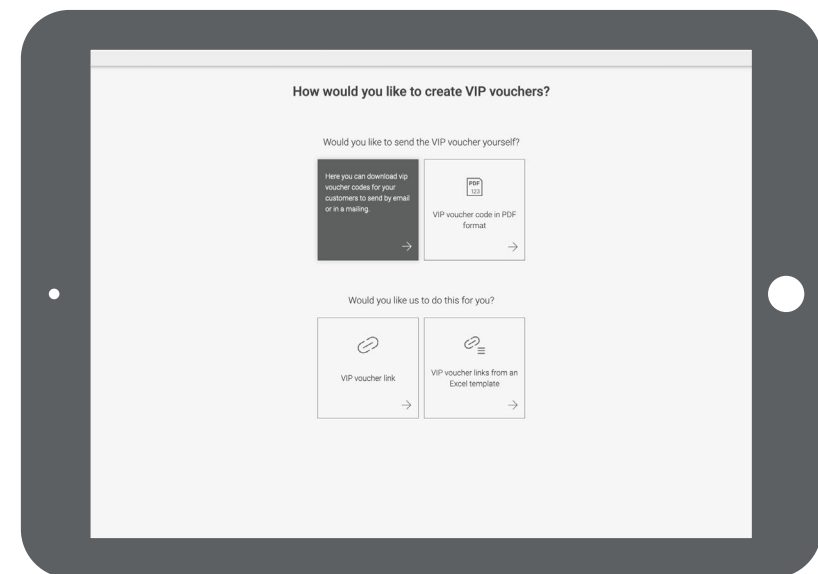 How would you like to create VIP vouchers?
Would you like to send the VIP voucher yourself?
Here you can download vip
voucher codes for your
customers to send by email
or in a mailing.
PDF
123
VIP voucher code in PDF
format
Would you like us to do this for you?
VIP voucher link
VIP voucher links from an
Excel template